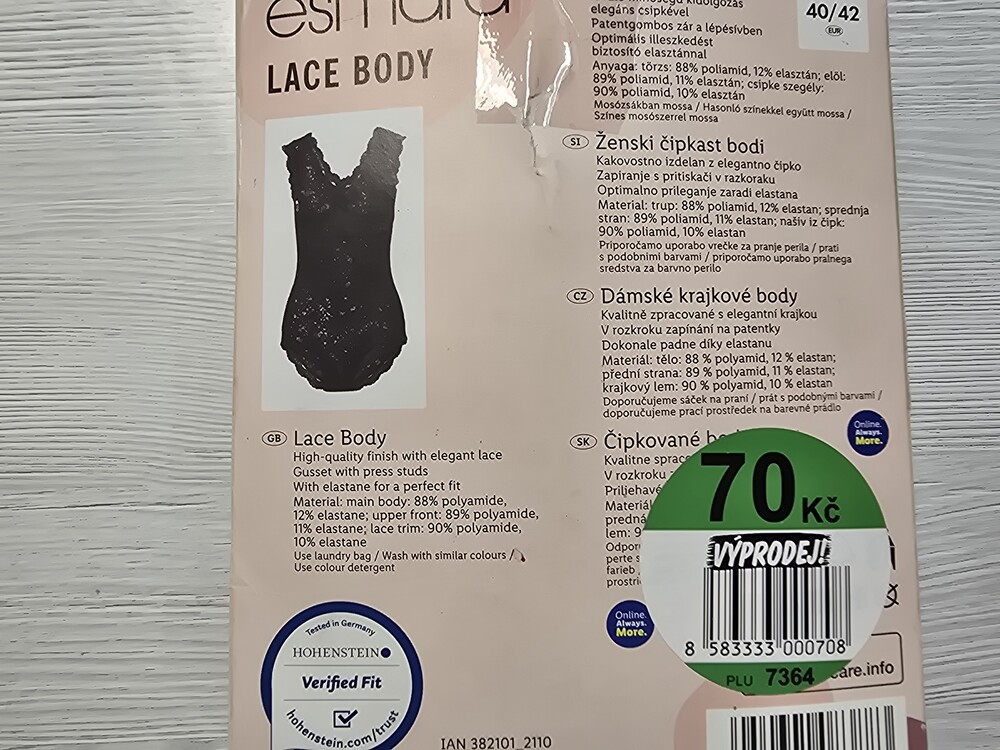 esmara
LACE BODY
elegáns csipkével
Patentgombos zár a lépésívben
Optimális illeszkedést
biztosító elasztánnal
Anyaga: törzs: 88% poliamid, 12% elasztán; elöl:
89% poliamid, 11% elasztán; csipke szegély:
90% poliamid, 10% elasztán
Mosózsákban mossa / Hasonló színekkel együtt mossa /
Színes mosószerrel mossa
40/42
EUR
SI Ženski čipkast bodi
Kakovostno izdelan z elegantno čipko
Zapiranje s pritiskači v razkoraku
Optimalno prileganje zaradi elastana
Material: trup: 88% poliamid, 12% elastan; sprednja
stran: 89% poliamid, 11% elastan; našiv iz čipk:
90% poliamid, 10% elastan
Priporočamo uporabo vrečke za pranje perila / prati
s podobnimi barvami / priporočamo uporabo pralnega
sredstva za barvno perilo
CZ Dámské krajkové body
Kvalitně zpracované s elegantní krajkou
V rozkroku zapínání na patentky
Dokonale padne díky elastanu
Materiál: tělo: 88 % polyamid, 12 % elastan;
přední strana: 89 % polyamid, 11 % elastan;
krajkový lem: 90 % polyamid, 10 % elastan
Doporučujeme sáček na praní / prát s podobnými barvami /
doporučujeme prací prostředek na barevné prádlo
GB Lace Body
High-quality finish with elegant lace
Gusset with press studs
With elastane for a perfect fit
Material: main body: 88% polyamide,
12% elastane; upper front: 89% polyamide,
11% elastane; lace trim: 90% polyamide,
10% elastane
Use laundry bag / Wash with similar colours /
Use colour detergent
Online.
Always.
More.
SK Čipkované
Kvalitne
V rozkroku
lem:
perte s
farieb
70 Kč
VÝPRODEJ!
8 583333 000708
PLU 7364
care.info
Online.
Always.
More.
Tested in Germany
HOHENSTEIN
Verified Fit
hohenstein.com/trust
IAN 382101_2110